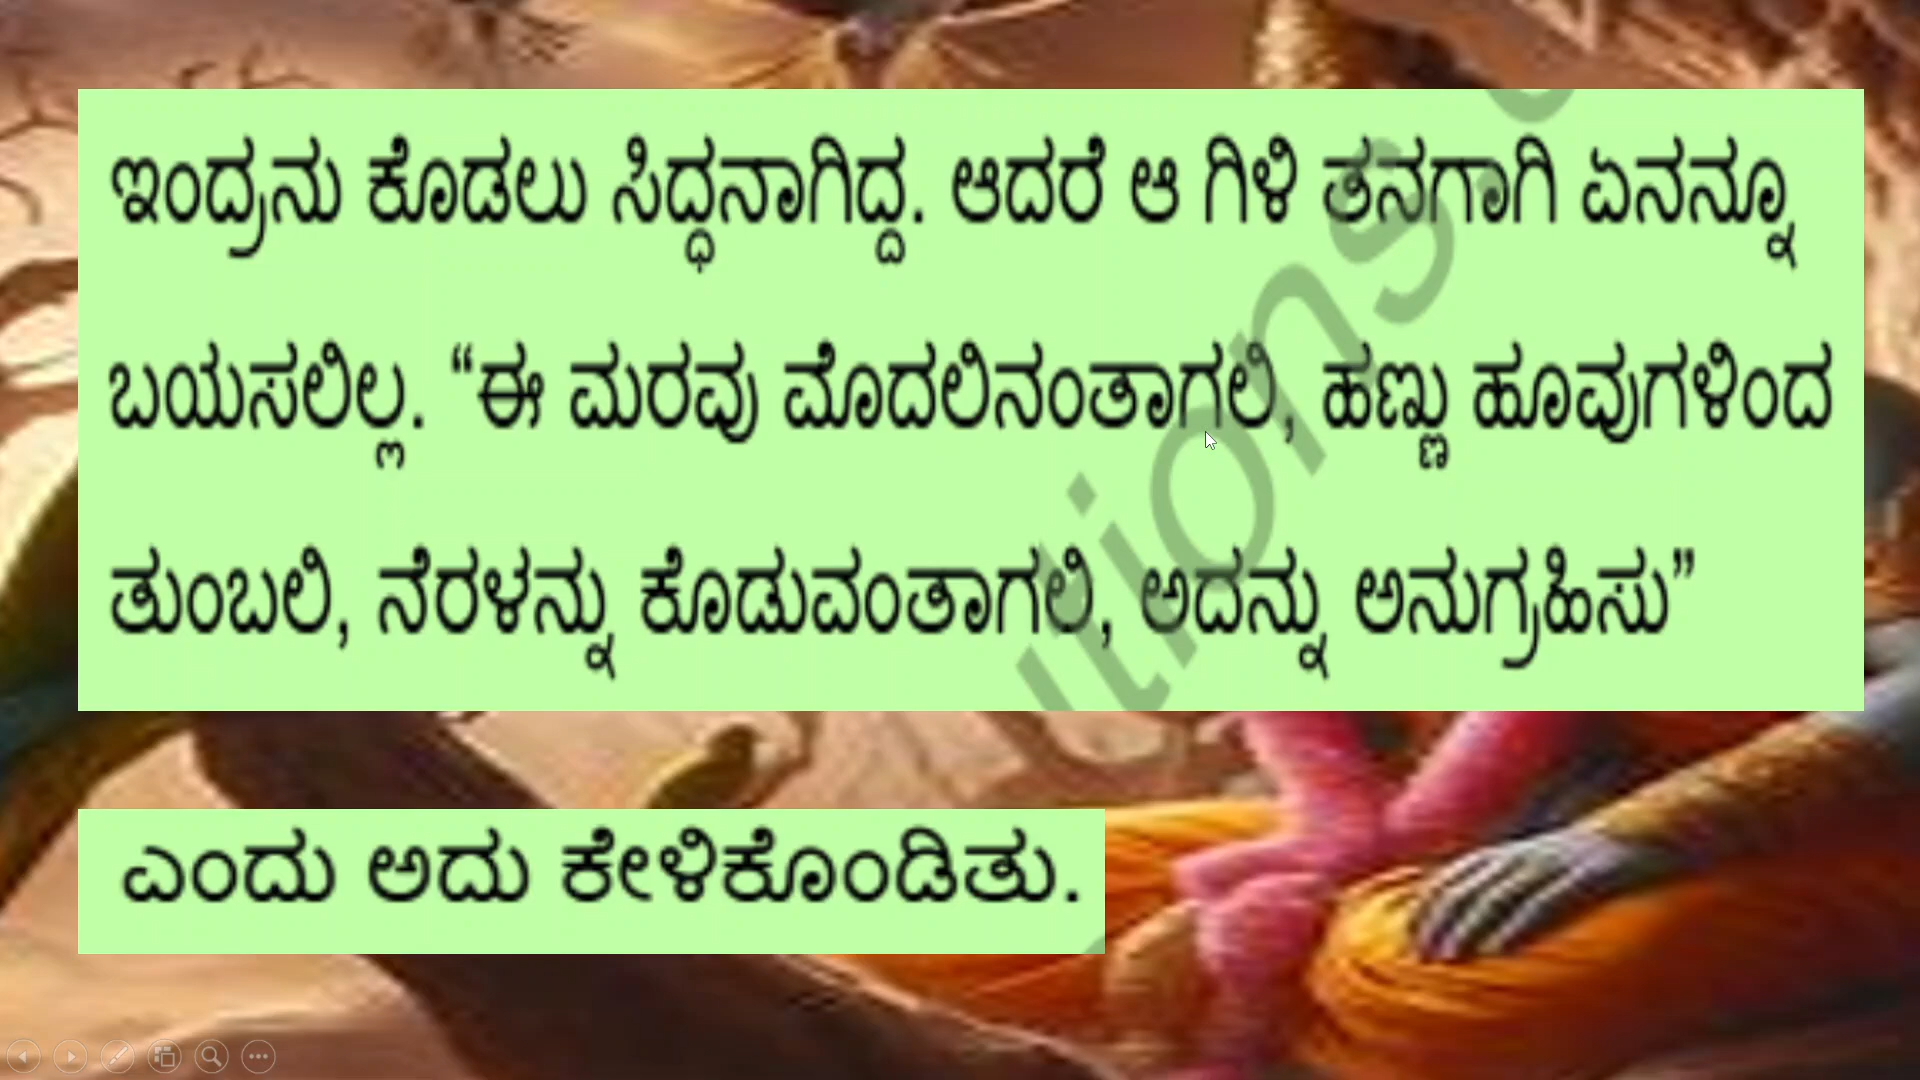 ಇಂದ್ರನು ಕೊಡಲು ಸಿದ್ಧನಾಗಿದ್ದ. ಆದರೆ ಆ ಗಿಳಿ ತನಗಾಗಿ ಏನನ್ನೂ
ಬಯಸಲಿಲ್ಲ. “ಈ ಮರವು ಮೊದಲಿನಂತಾಗಲಿ, ಹಣ್ಣು ಹೂವುಗಳಿಂದ
ತುಂಬಲಿ, ನೆರಳನ್ನು ಕೊಡುವಂತಾಗಲಿ, ಅದನ್ನು ಅನುಗ್ರಹಿಸು”
ಎಂದು ಅದು ಕೇಳಿಕೊಂಡಿತು.